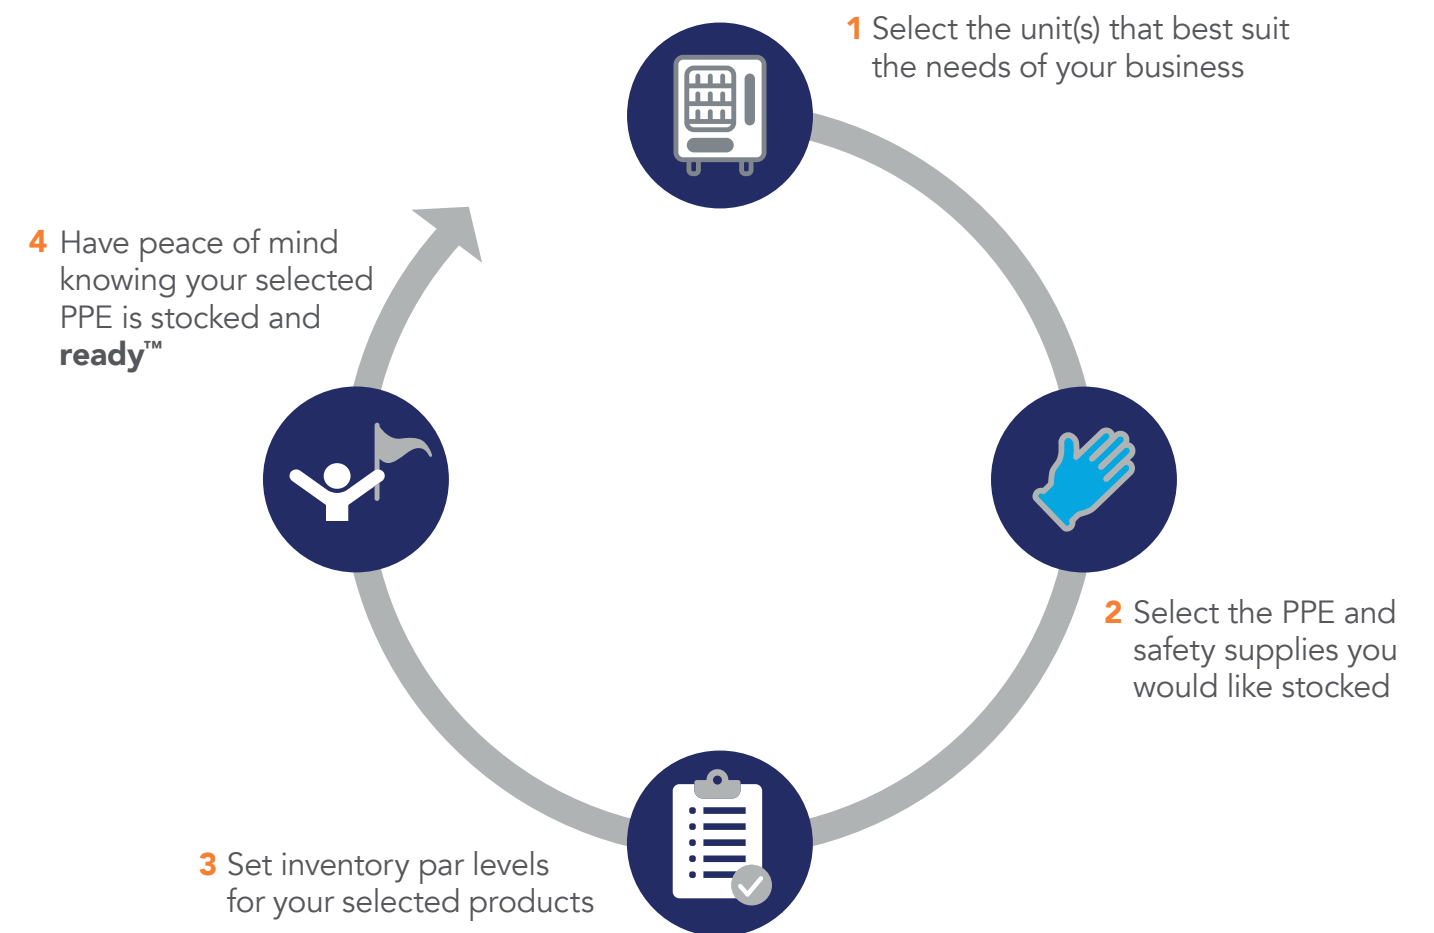 1 Select the unit(s) that best suit
the needs of your business
2 Select the PPE and
safety supplies you
would like stocked
3 Set inventory par levels
for your selected products
4 Have peace of mind
knowing your selected
PPE is stocked and
ready™